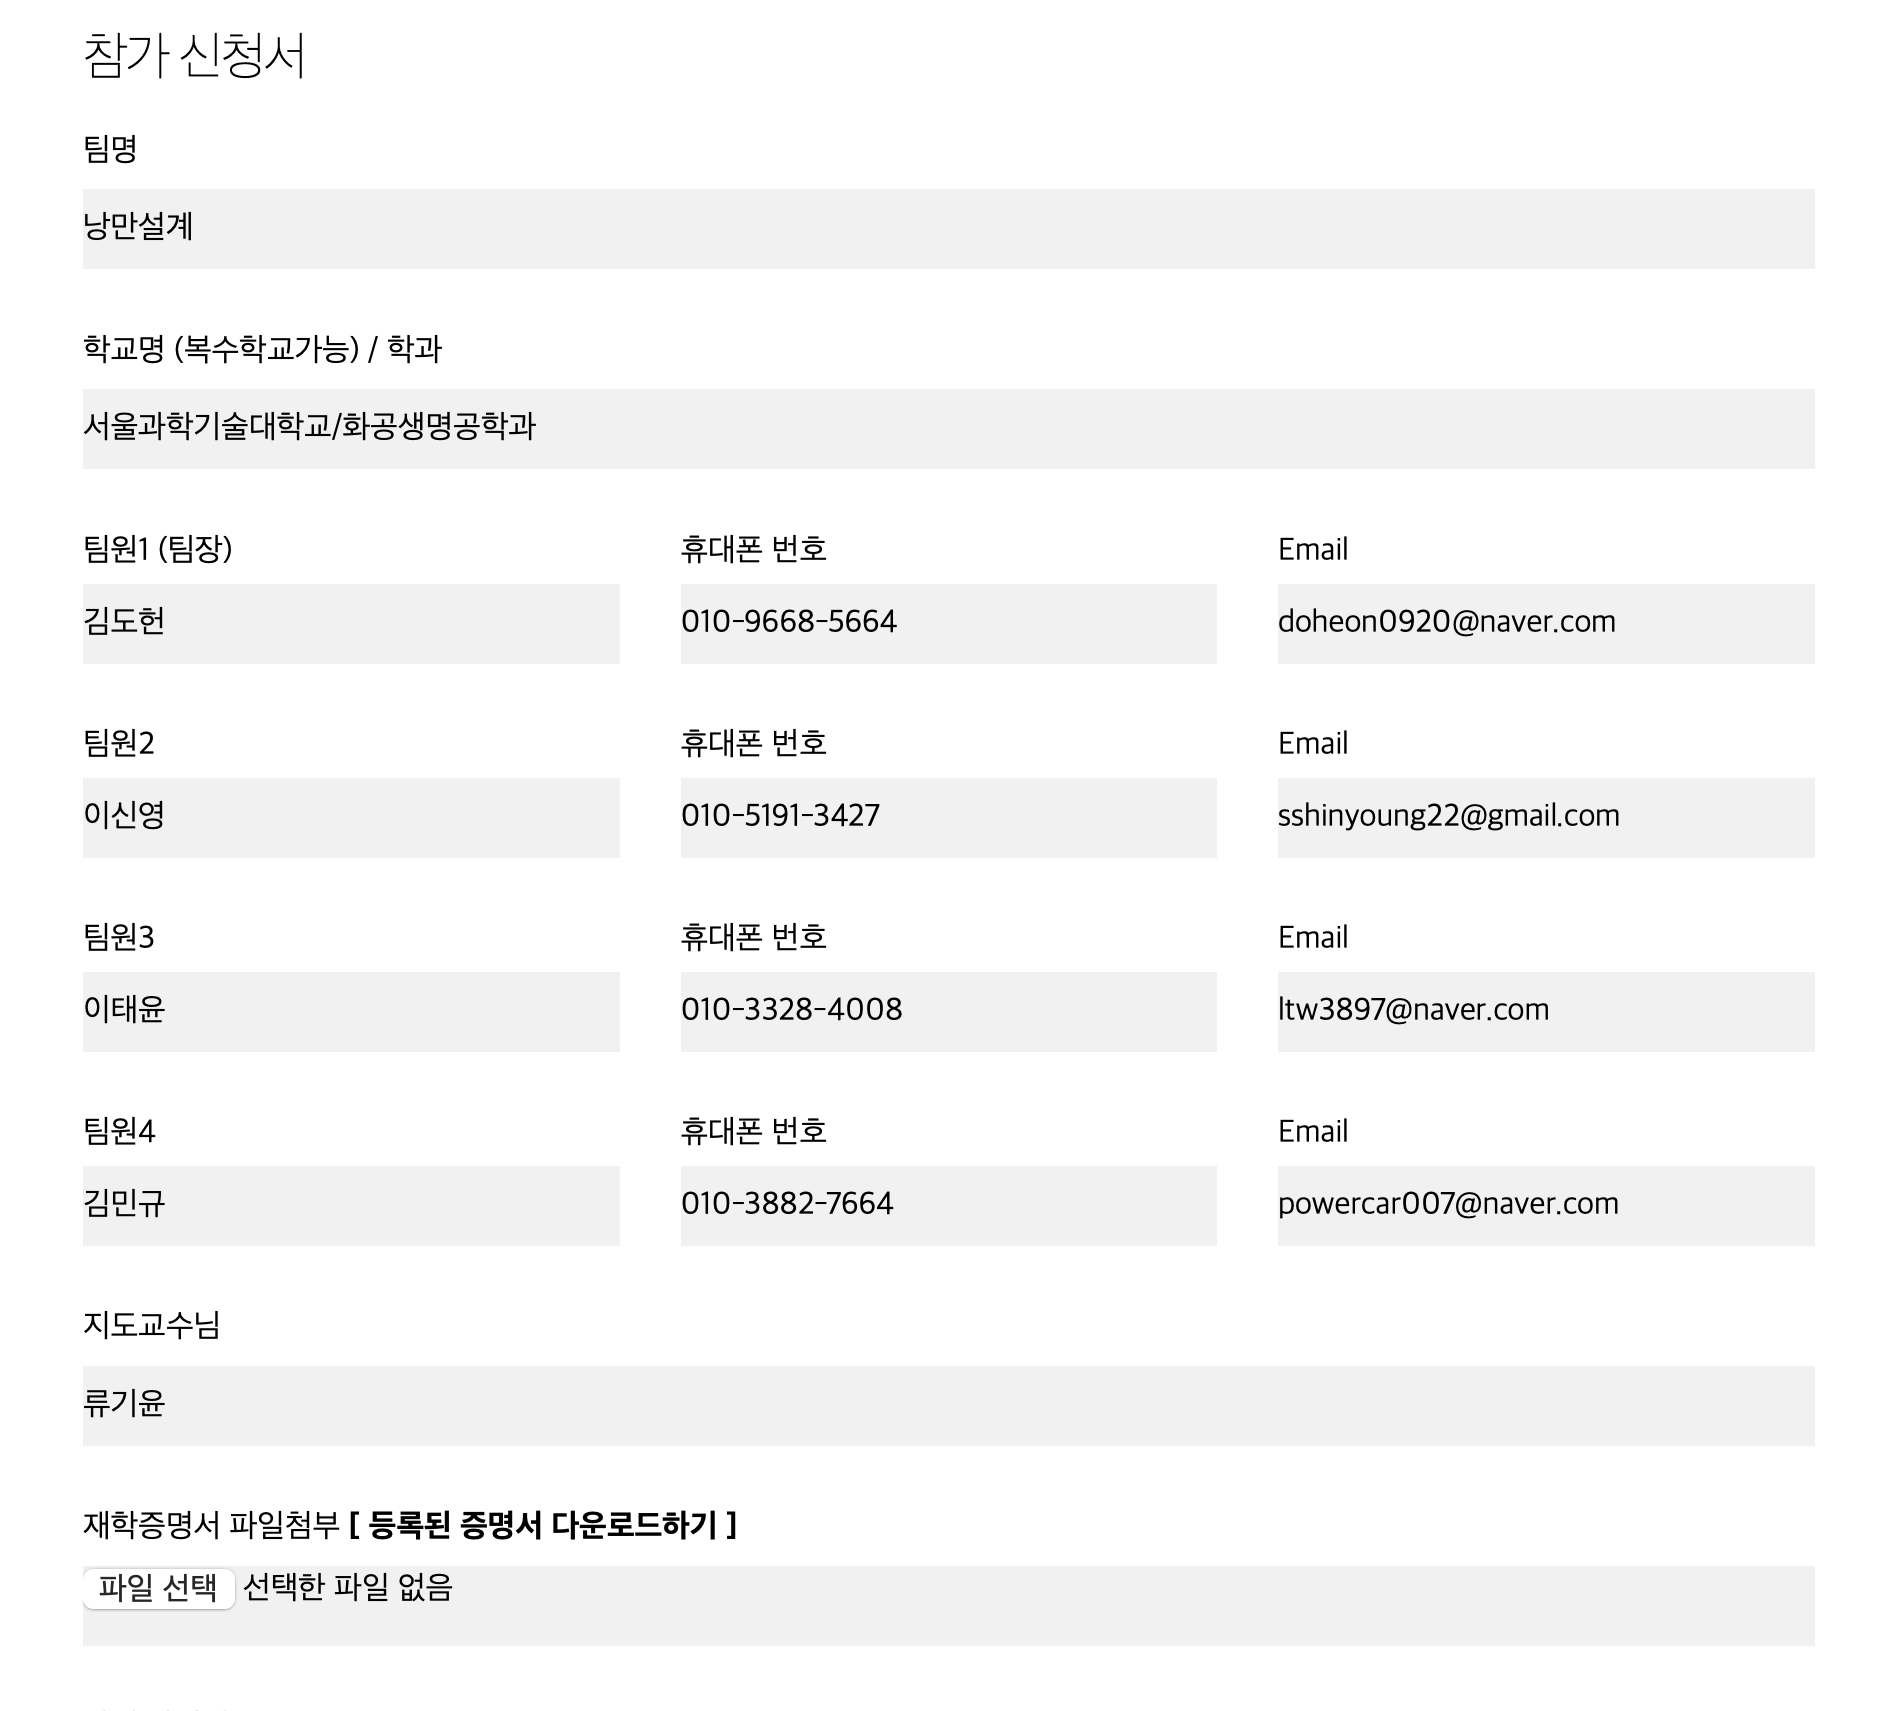 참가 신청서
팀명
낭만설계
학교명 (복수학교가능) / 학과
서울과학기술대학교/화공생명공학과
팀원1 (팀장) 휴대폰 번호 Email
김도헌 010-9668-5664 doheon0920@naver.com
팀원2 휴대폰 번호 Email
이신영 010-5191-3427 sshinyoung22@gmail.com
팀원3 휴대폰 번호 Email
이태윤 010-3328-4008 ltw3897@naver.com
팀원4 휴대폰 번호 Email
김민규 010-3882-7664 powercar007@naver.com
지도교수님
류기윤
재학증명서 파일첨부 [ 등록된 증명서 다운로드하기 ]
파일 선택 선택한 파일 없음